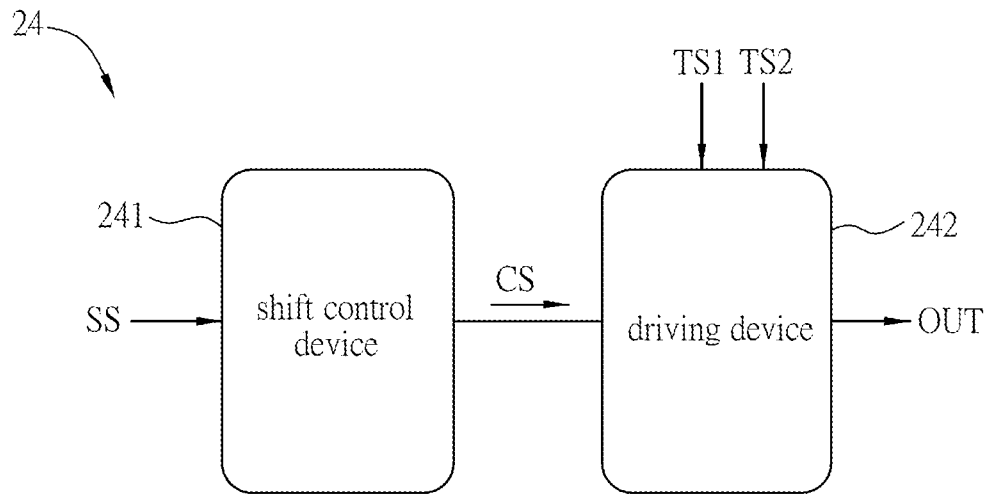 24
TS1 TS2
241
242
CS
SS
shift control
device
driving device
OUT